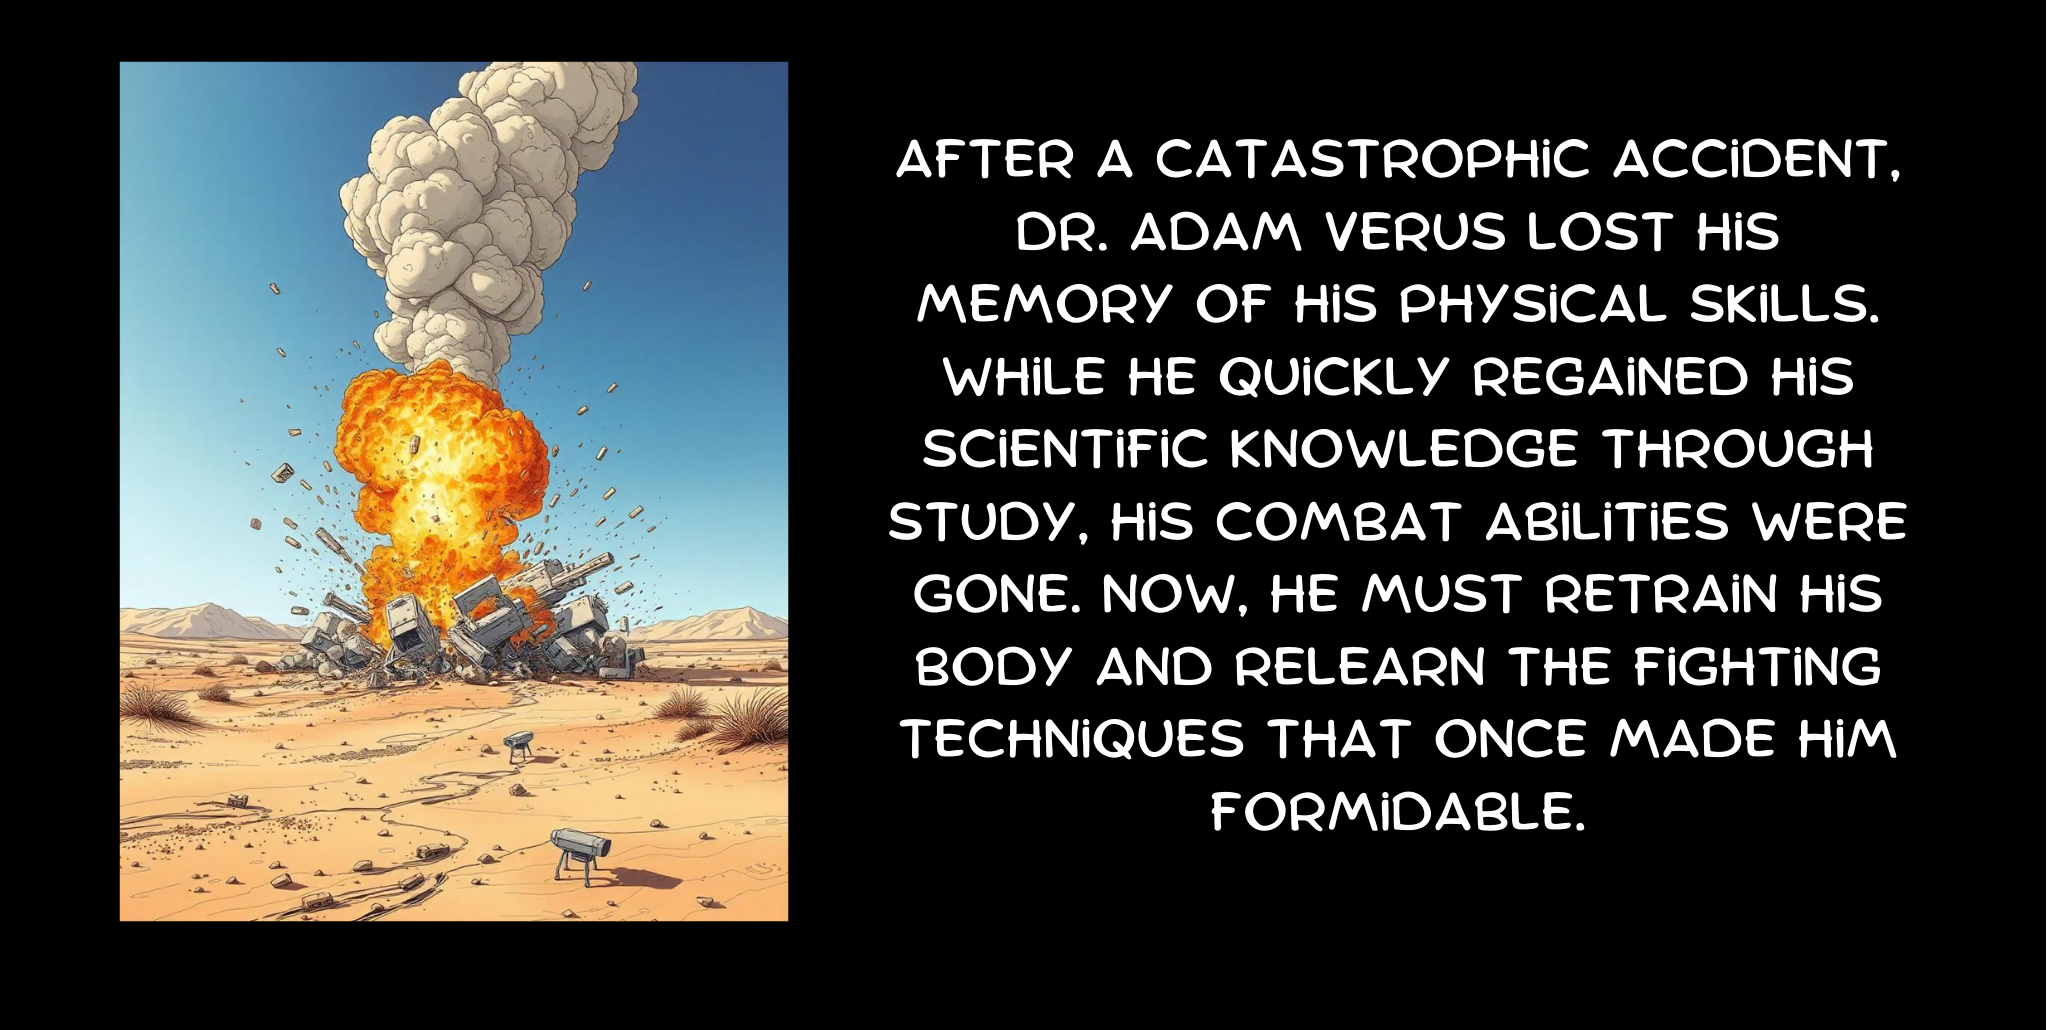 AFTER A CATASTROPHIC ACCIDENT,
DR. ADAM VERUS LOST HIS
MEMORY OF HIS PHYSICAL SKILLS.
WHILE HE QUICKLY REGAINED HIS
SCIENTIFIC KNOWLEDGE THROUGH
STUDY, HIS COMBAT ABILITIES WERE
GONE. NOW, HE MUST RETRAIN HIS
BODY AND RELEARN THE FIGHTING
TECHNIQUES THAT ONCE MADE HIM
FORMIDABLE.